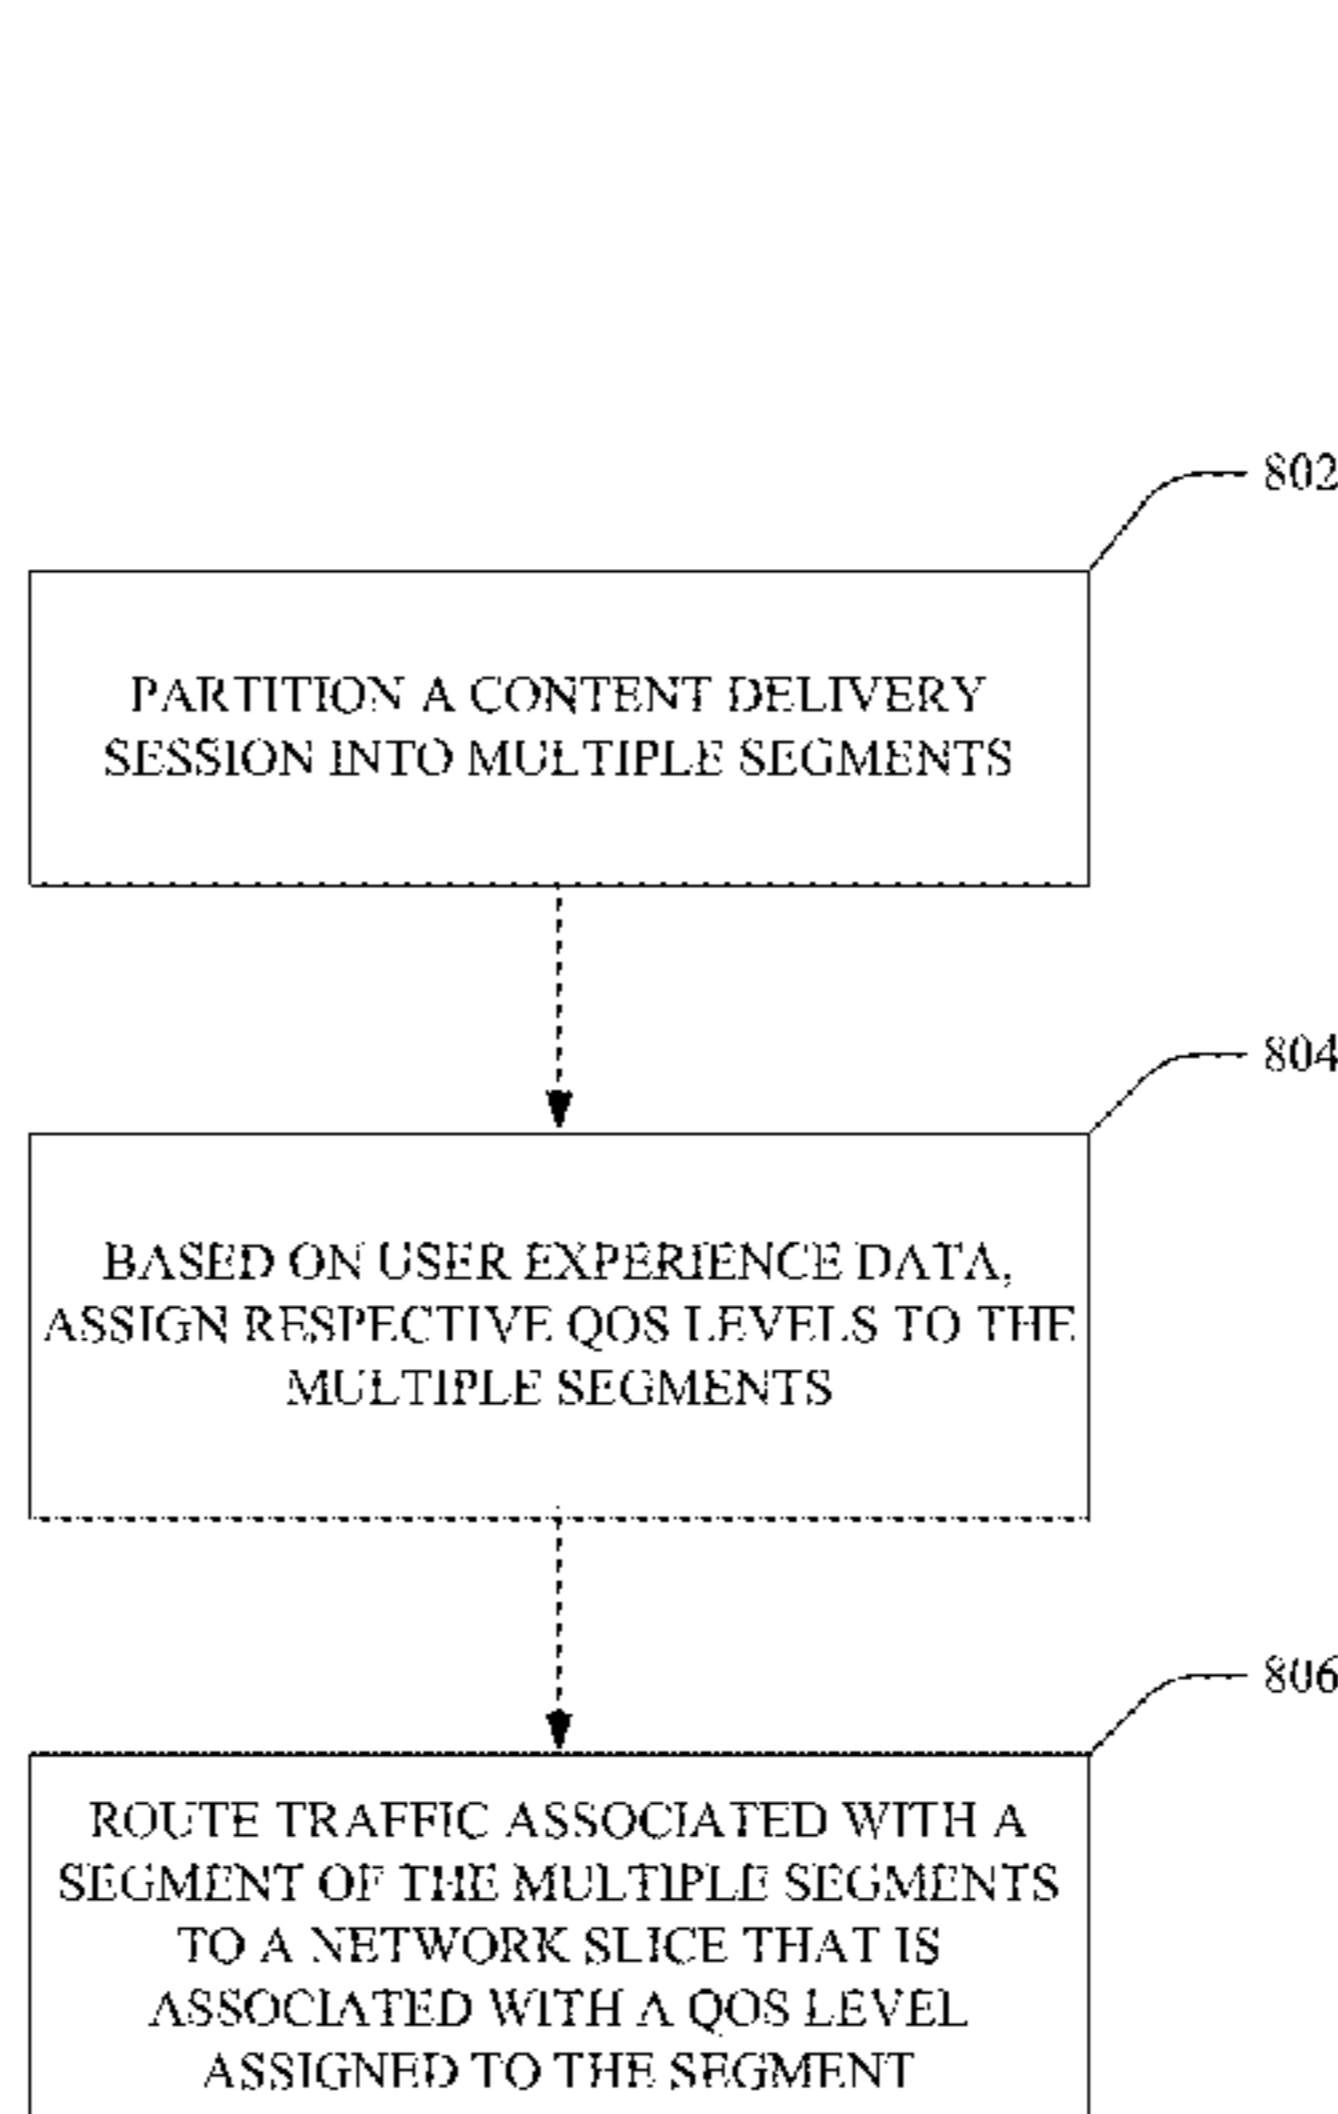 802
PARTITION A CONTENT DELIVERY
SESSION INTO MULTIPLE SEGMENTS
804
BASED ON USER EXPERIENCE DATA,
ASSIGN RESPECTIVE QOS LEVELS TO THE
MULTIPLE SEGMENTS
806
ROUTE TRAFFIC ASSOCIATED WITH A
SEGMENT OF THE MULTIPLE SEGMENTS
TO A NETWORK SLICE THAT IS
ASSOCIATED WITH A QOS LEVEL
ASSIGNED TO THE SEGMENT